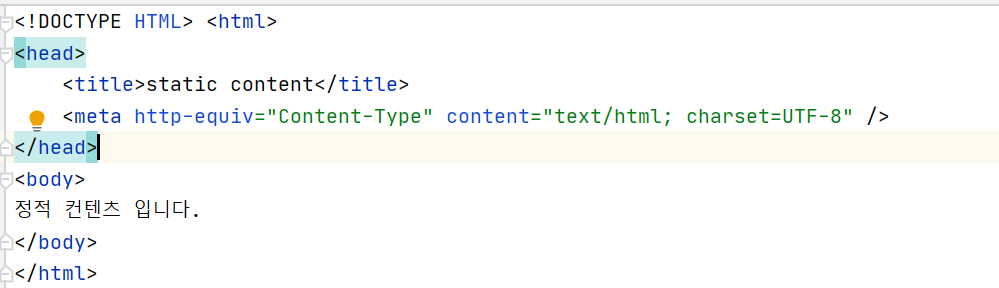 <!DOCTYPE HTML> <html>
<head>
    <title>static content</title>
    <meta http-equiv="Content-Type" content="text/html; charset=UTF-8" />
</head>
<body>
정적 컨텐츠 입니다.
</body>
</html>